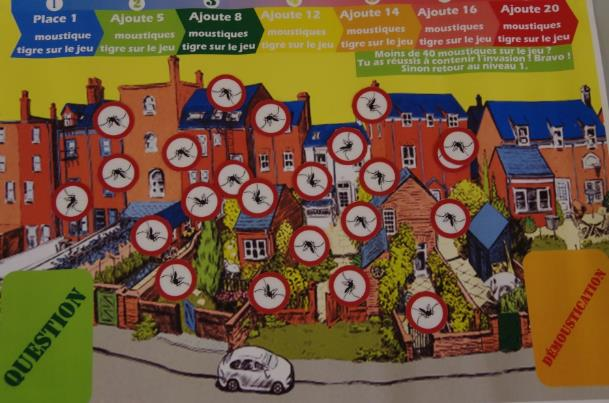 1 2 3
Place 1
moustique
tigre sur le jeu
Ajoute 5
moustiques
tigre sur le jeu
Ajoute 8
moustiques
tigre sur le jeu
Ajoute 12
moustiques
tigre sur le jeu
Ajoute 14
moustiques
tigre sur le jeu
Ajoute 16
moustiques
tigre sur le jeu
Ajoute 20
moustiques
tigre sur le jeu
Moins de 40 moustiques sur le jeu ?
Tu as réussis à contenir l'invasion ! Bravo !
Sinon retour au niveau 1.
QUESTION
DÉMOUSTICATION